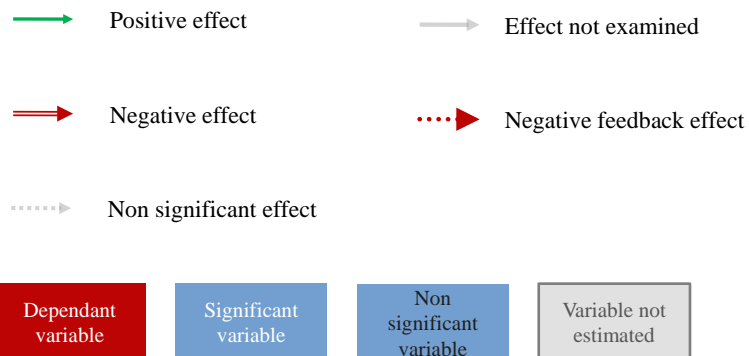 Positive effect
Effect not examined
Negative effect
Negative feedback effect
Non significant effect
Dependant
variable
Significant
variable
Non
significant
variable
Variable not
estimated